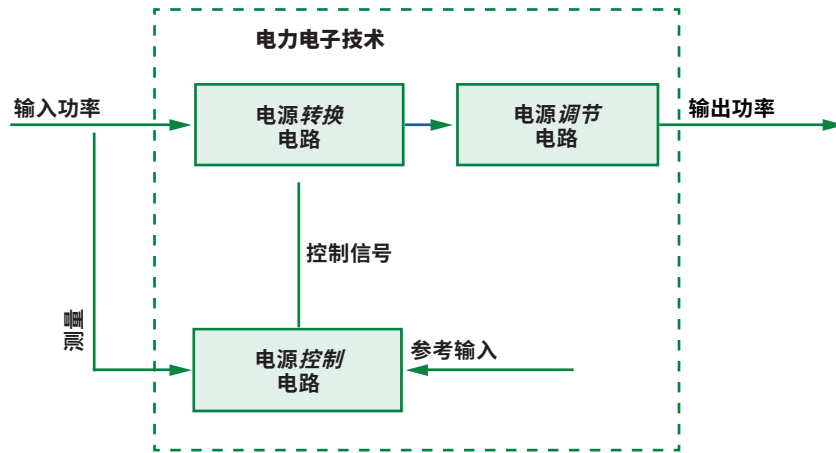 电力电子技术
输入功率
电源转换
电路
电源调节
电路
输出功率
控制信号
测量
电源控制
电路
参考输入